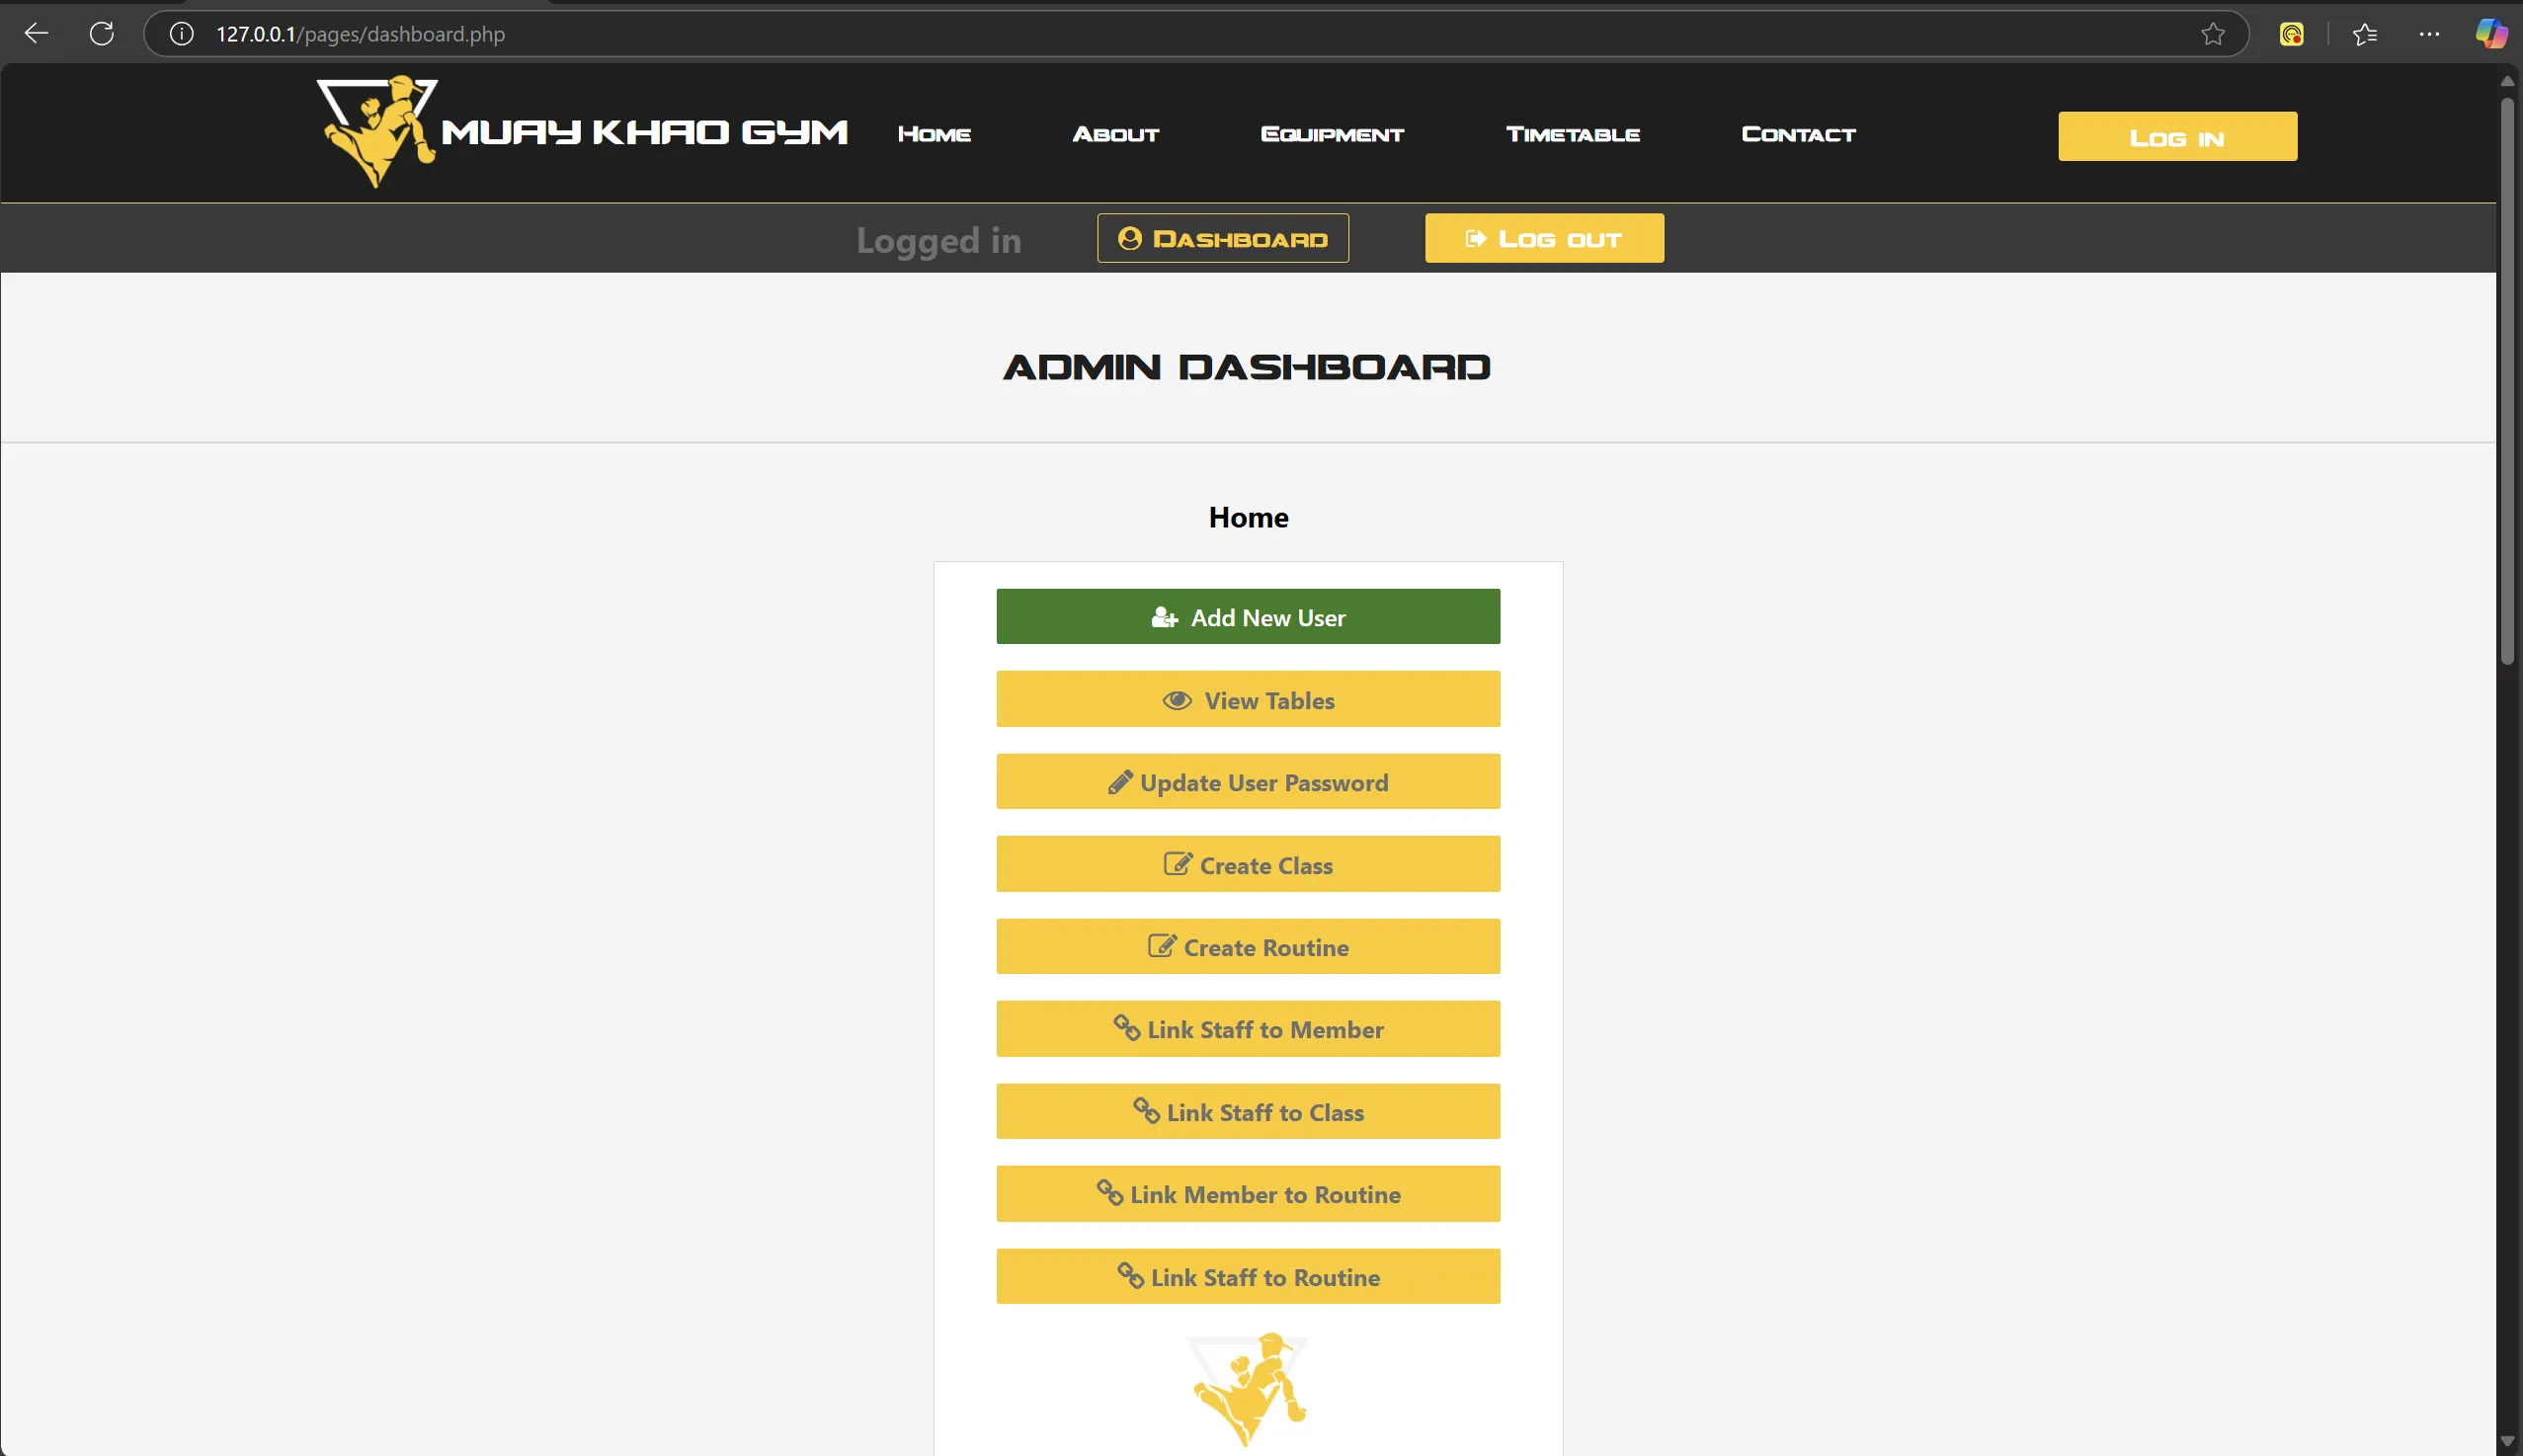 127.0.0.1/pages/dashboard.php
MUAY KHAO GYM Home About Equipment Timetable Contact Log in
Logged in Dashboard Log out
ADMIN DASHBOARD
Home
Add New User
View Tables
Update User Password
Create Class
Create Routine
Link Staff to Member
Link Staff to Class
Link Member to Routine
Link Staff to Routine